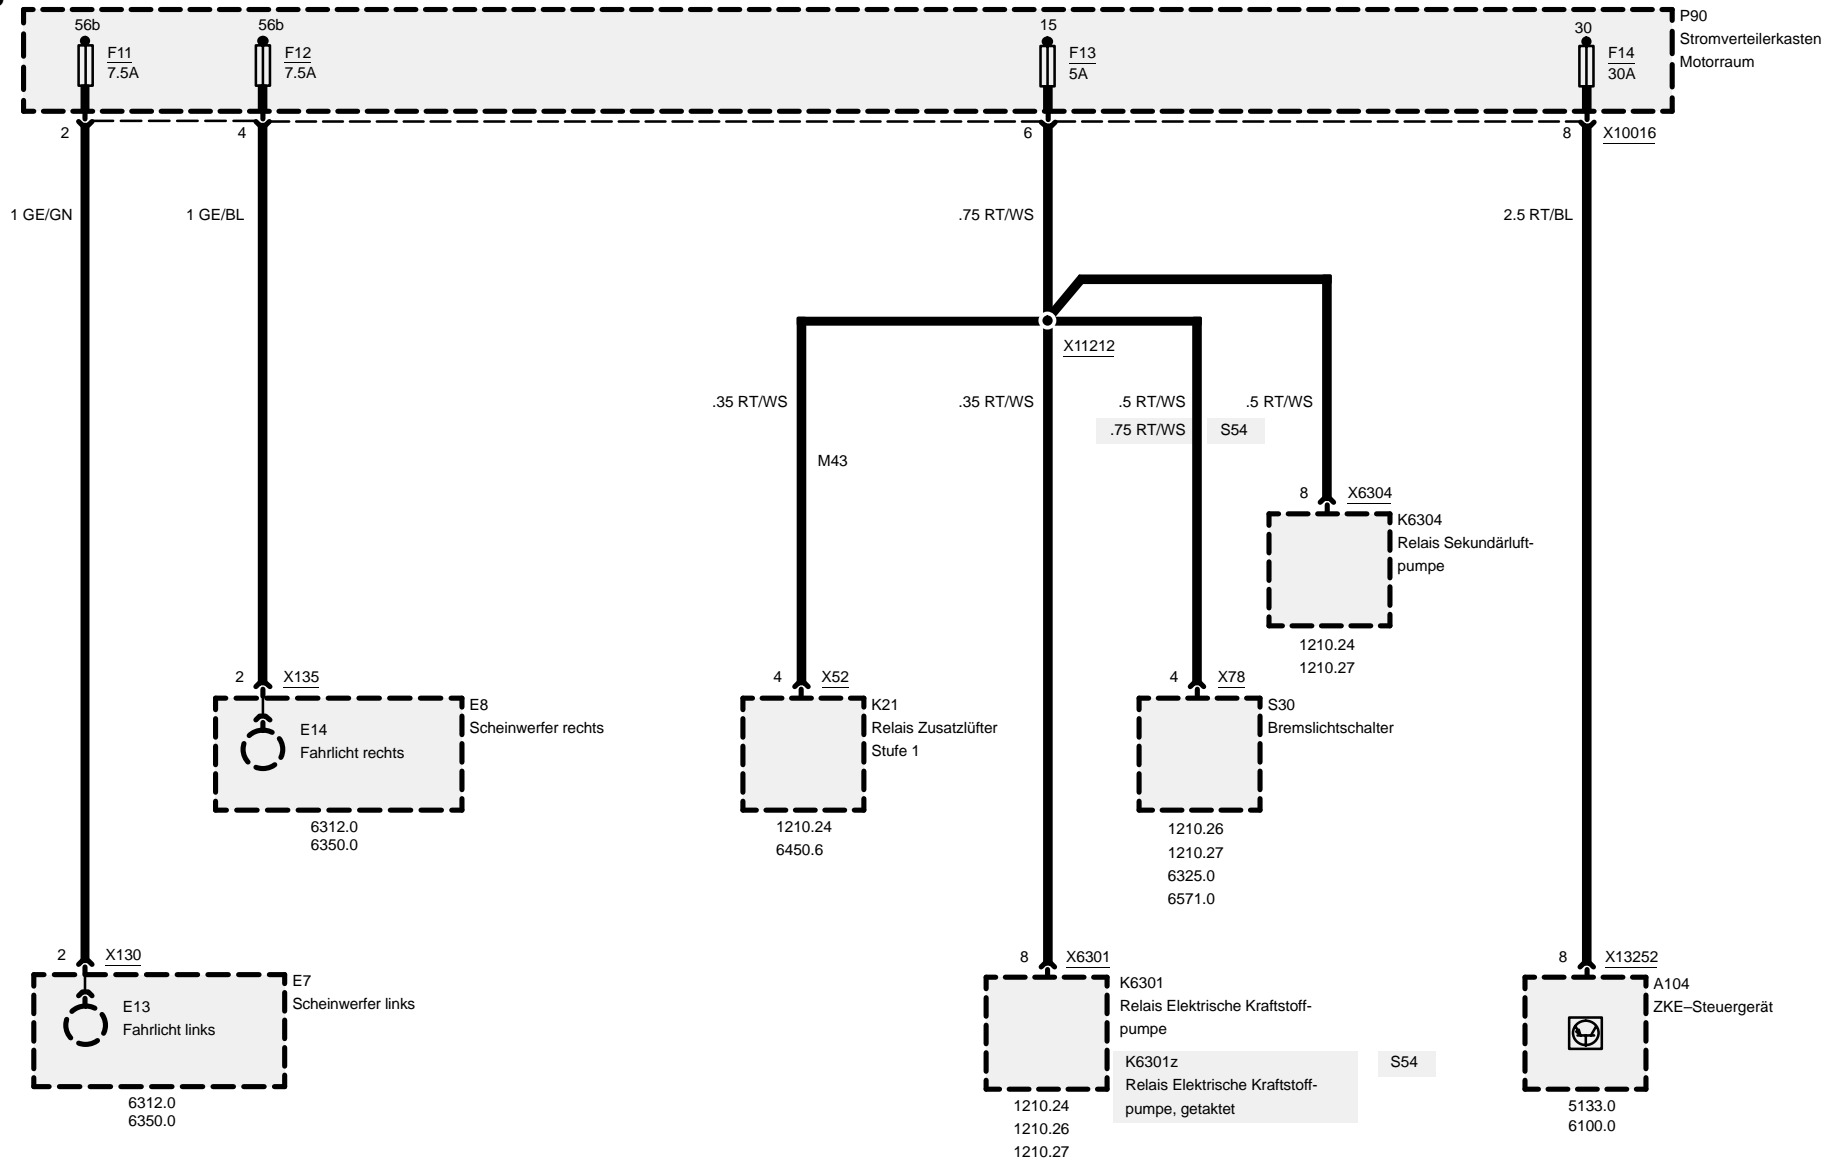 56b
56b
15
30
P90
Stromverteilerkasten
Motorraum
F11
7.5A
F12
7.5A
F13
5A
F14
30A
2
4
6
8
X10016
1 GE/GN
1 GE/BL
.75 RT/WS
2.5 RT/BL
X11212
.35 RT/WS
.35 RT/WS
.5 RT/WS
.5 RT/WS
.75 RT/WS
S54
M43
8
X6304
K6304
Relais Sekundärluft-
pumpe
1210.24
1210.27
2
X135
E8
Scheinwerfer rechts
E14
Fahrlicht rechts
6312.0
6350.0
4
X52
K21
Relais Zusatzlüfter
Stufe 1
1210.24
6450.6
4
X78
S30
Bremslichtschalter
1210.26
1210.27
6325.0
6571.0
2
X130
E7
Scheinwerfer links
E13
Fahrlicht links
6312.0
6350.0
8
X6301
K6301
Relais Elektrische Kraftstoff-
pumpe
K6301z
Relais Elektrische Kraftstoff-
pumpe, getaktet
S54
1210.24
1210.26
1210.27
8
X13252
A104
ZKE–Steuergerät
5133.0
6100.0